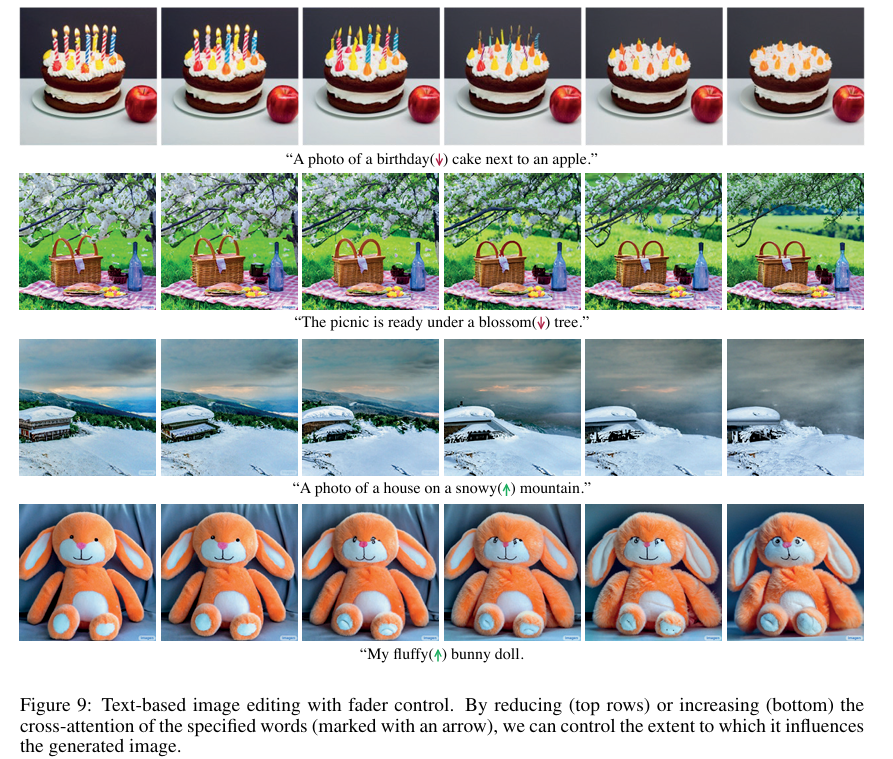 “A photo of a birthday(↓) cake next to an apple.”
“The picnic is ready under a blossom(↓) tree.”
“A photo of a house on a snowy(↑) mountain.”
“My fluffy(↑) bunny doll.
Figure 9: Text-based image editing with fader control. By reducing (top rows) or increasing (bottom) the
cross-attention of the specified words (marked with an arrow), we can control the extent to which it influences
the generated image.